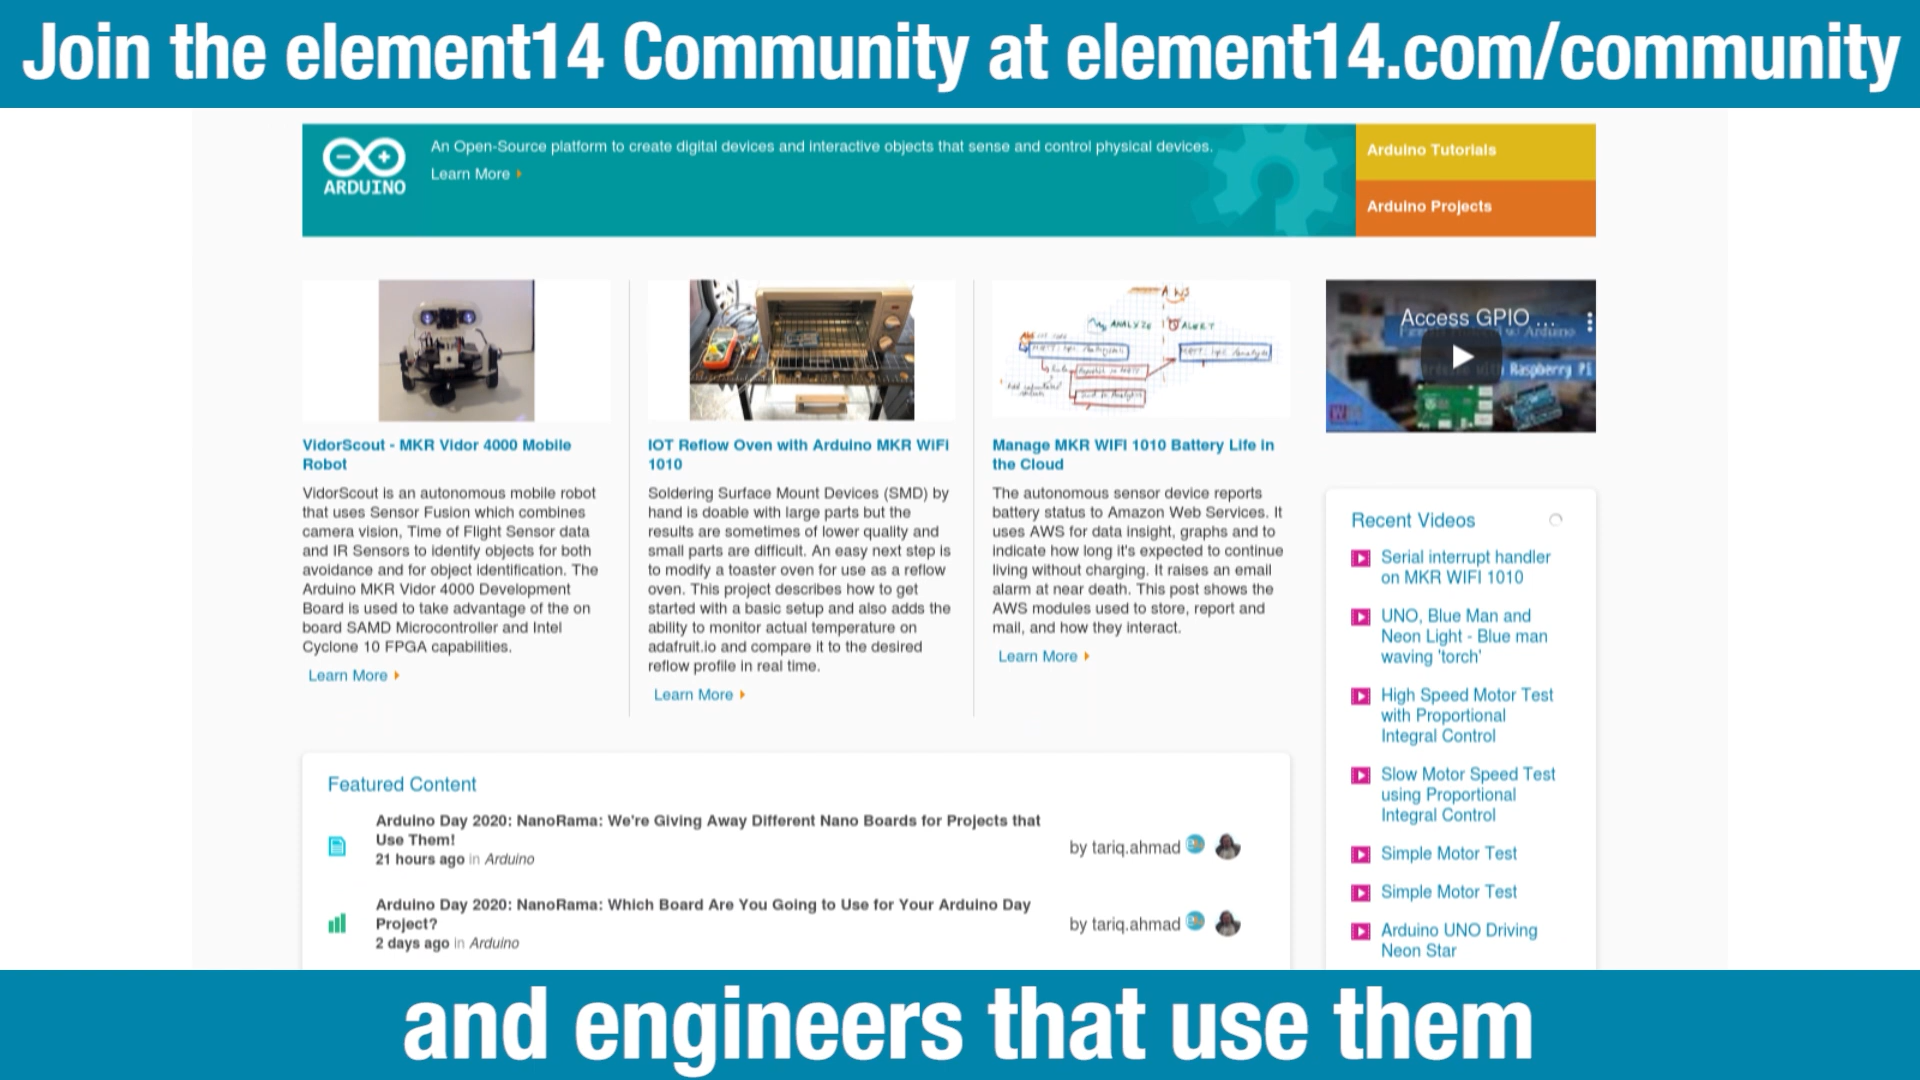 Join the element14 Community at element14.com/community
ARDUINO
An Open-Source platform to create digital devices and interactive objects that sense and control physical devices.
Learn More
Arduino Tutorials
Arduino Projects
ANALYZE
ALERT
Access GPIO ...
Raspberry Pi
VidorScout - MKR Vidor 4000 Mobile
Robot
VidorScout is an autonomous mobile robot
that uses Sensor Fusion which combines
camera vision, Time of Flight Sensor data
and IR Sensors to identify objects for both
avoidance and for object identification. The
Arduino MKR Vidor 4000 Development
Board is used to take advantage of the on
board SAMD Microcontroller and Intel
Cyclone 10 FPGA capabilities.
Learn More
IOT Reflow Oven with Arduino MKR WiFi
1010
Soldering Surface Mount Devices (SMD) by
hand is doable with large parts but the
results are sometimes of lower quality and
small parts are difficult. An easy next step is
to modify a toaster oven for use as a reflow
oven. This project describes how to get
started with a basic setup and also adds the
ability to monitor actual temperature on
adafruit.io and compare it to the desired
reflow profile in real time.
Learn More
Manage MKR WIFI 1010 Battery Life in
the Cloud
The autonomous sensor device reports
battery status to Amazon Web Services. It
uses AWS for data insight, graphs and to
indicate how long it's expected to continue
living without charging. It raises an email
alarm at near death. This post shows the
AWS modules used to store, report and
mail, and how they interact.
Learn More
Recent Videos
Serial interrupt handler
on MKR WIFI 1010
UNO, Blue Man and
Neon Light - Blue man
waving 'torch'
High Speed Motor Test
with Proportional
Integral Control
Slow Motor Speed Test
using Proportional
Integral Control
Simple Motor Test
Simple Motor Test
Arduino UNO Driving
Neon Star
Featured Content
Arduino Day 2020: NanoRama: We're Giving Away Different Nano Boards for Projects that
Use Them!
21 hours ago in Arduino
by tariq.ahmad
Arduino Day 2020: NanoRama: Which Board Are You Going to Use for Your Arduino Day
Project?
2 days ago in Arduino
by tariq.ahmad
and engineers that use them